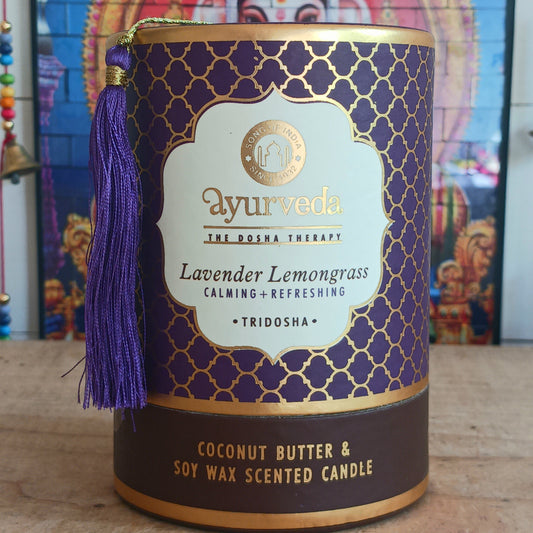 SONG OF INDIA
SINCE 1932
Ayurveda
THE DOSHA THERAPY
Lavender Lemongrass
CALMING + REFRESHING
• TRIDOSHA •
COCONUT BUTTER &
SOY WAX SCENTED CANDLE